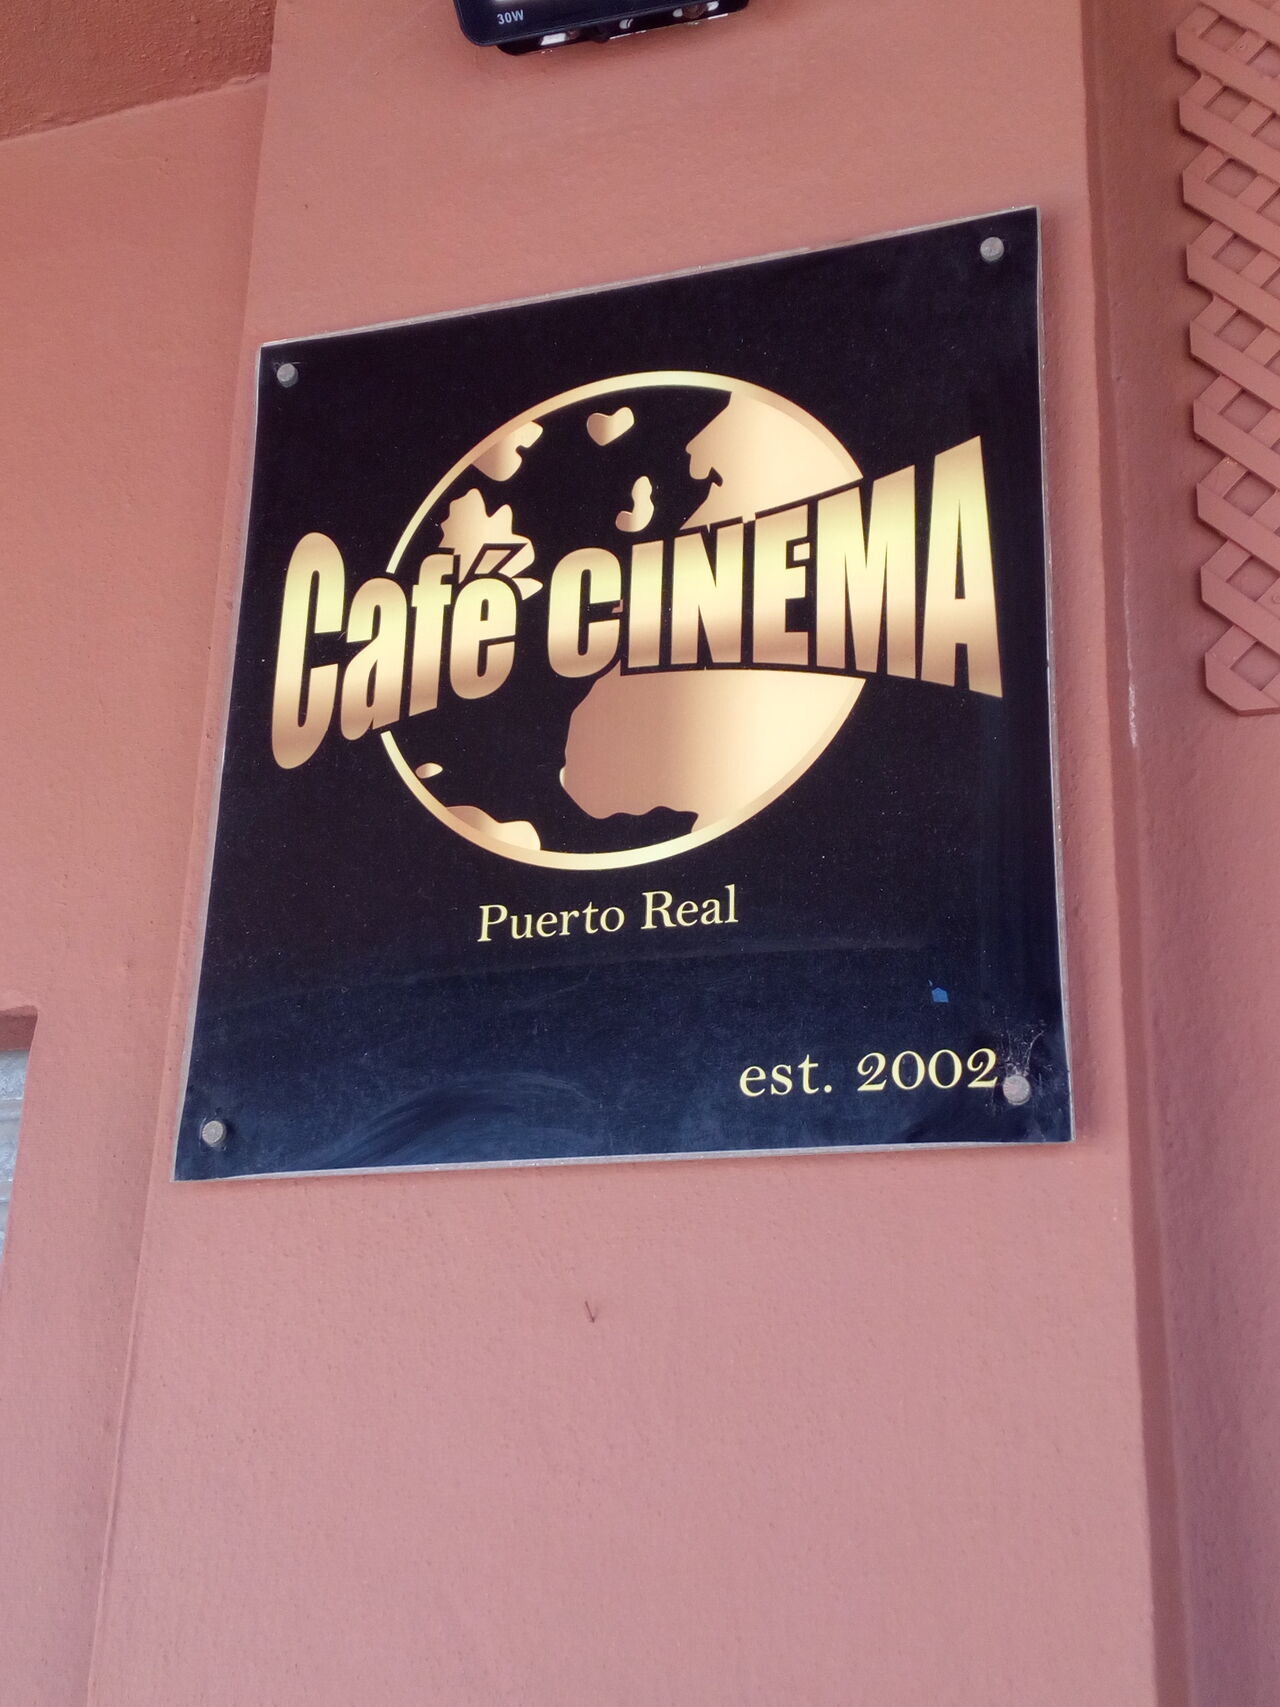 30W
Café CINEMA
Puerto Real
est. 2002